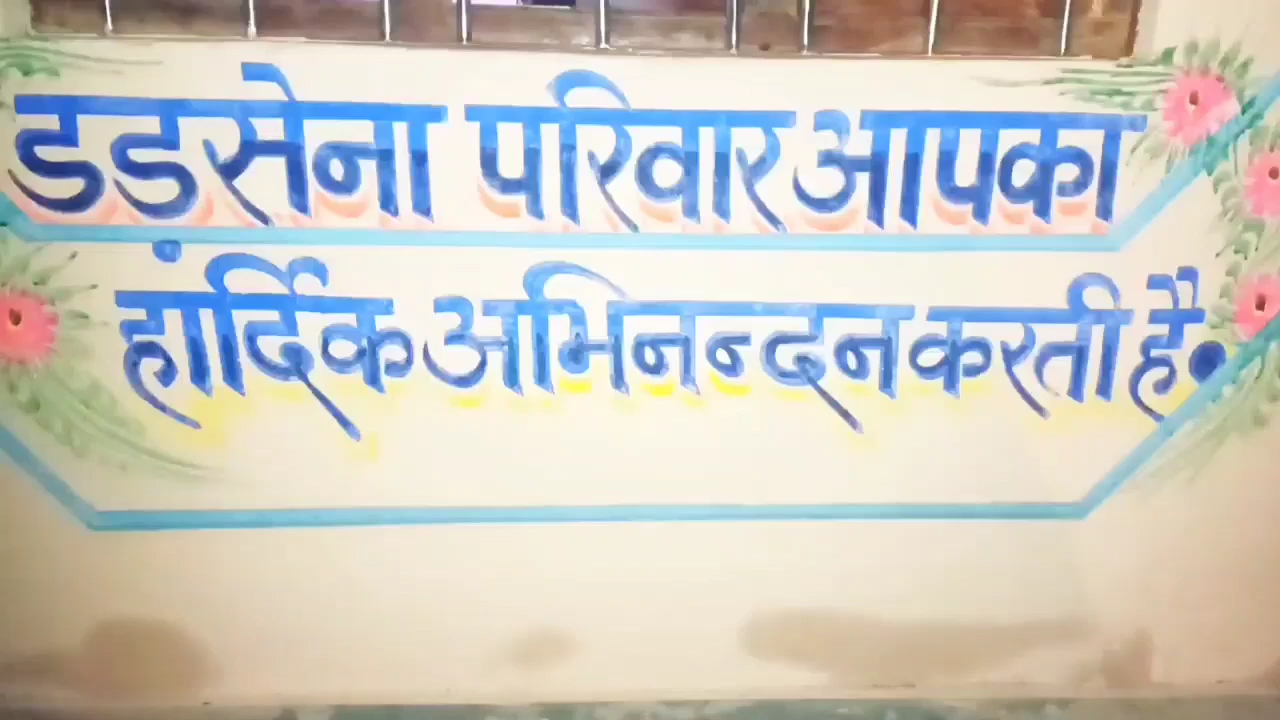 डडसेना परिवार आपका
हार्दिक अभिनन्दन करती है.